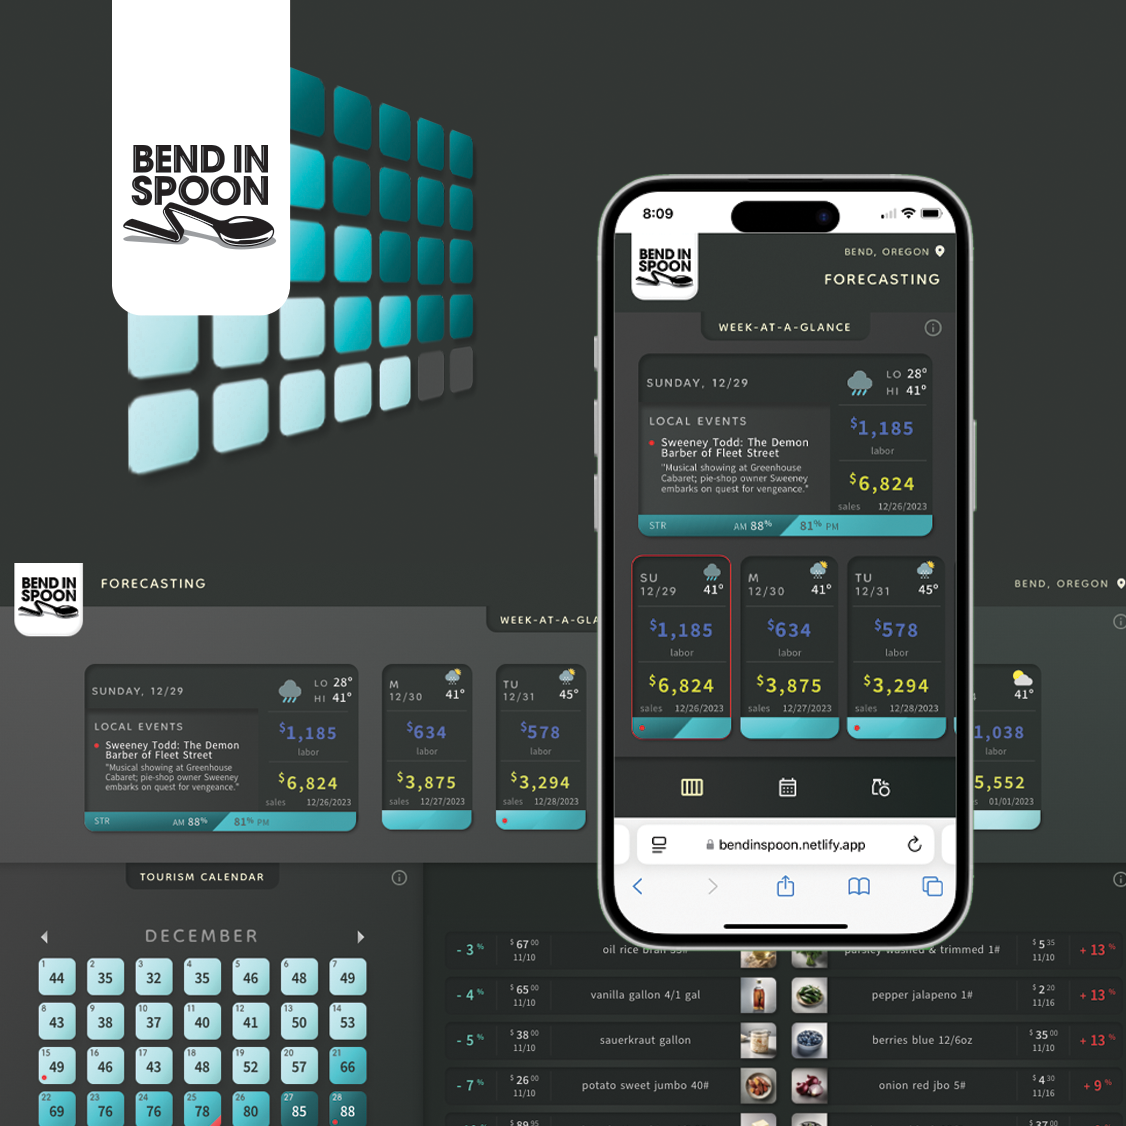 BEND IN
SPOON
8:09
BEND IN
SPOON
BEND, OREGON
FORECASTING
WEEK-AT-A-GLANCE
SUNDAY, 12/29
LO 28°
HI 41°
LOCAL EVENTS
Sweeney Todd: The Demon
Barber of Fleet Street
"Musical showing at Greenhouse
Cabaret; pie-shop owner Sweeney
embarks on quest for vengeance."
$1,185
labor
$6,824
sales 12/26/2023
STR AM 88% 81% PM
SU
12/29 41°
$1,185
labor
$6,824
sales 12/26/2023
M
12/30 41°
$634
labor
$3,875
sales 12/27/2023
TU
12/31 45°
$578
labor
$3,294
sales 12/28/2023
bendinspoon.netlify.app
BEND IN
SPOON
FORECASTING
BEND, OREGON
WEEK-AT-A-GLA
SUNDAY, 12/29
LO 28°
HI 41°
LOCAL EVENTS
Sweeney Todd: The Demon
Barber of Fleet Street
"Musical showing at Greenhouse
Cabaret; pie-shop owner Sweeney
embarks on quest for vengeance."
$1,185
labor
$6,824
sales 12/26/2023
STR AM 88% 81% PM
M
12/30 41°
$634
labor
$3,875
sales 12/27/2023
TU
12/31 45°
$578
labor
$3,294
sales 12/28/2023
41°
1,038
5,552
01/01/2023
TOURISM CALENDAR
DECEMBER
1 44 2 35 3 32 4 35 5 46 6 48 7 49
8 43 9 38 10 37 11 40 12 41 13 50 14 53
15 49 16 46 17 43 18 48 19 52 20 57 21 66
22 69 23 76 24 76 25 78 26 80 27 85 28 88
- 3 % $ 67 00 11/10 oil rice bran 35#
parsley washed & trimmed 1# $ 5 35 11/10 + 13 %
- 4 % $ 65 00 11/10 vanilla gallon 4/1 gal
pepper jalapeno 1# $ 2 20 11/16 + 13 %
- 5 % $ 38 00 11/10 sauerkraut gallon
berries blue 12/6oz $ 35 00 11/10 + 13 %
- 7 % $ 26 00 11/10 potato sweet jumbo 40#
onion red jbo 5# $ 4 30 11/16 + 9 %
$ 89 95
$ 37 00